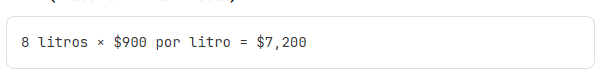 8 litros × $900 por litro = $7,200